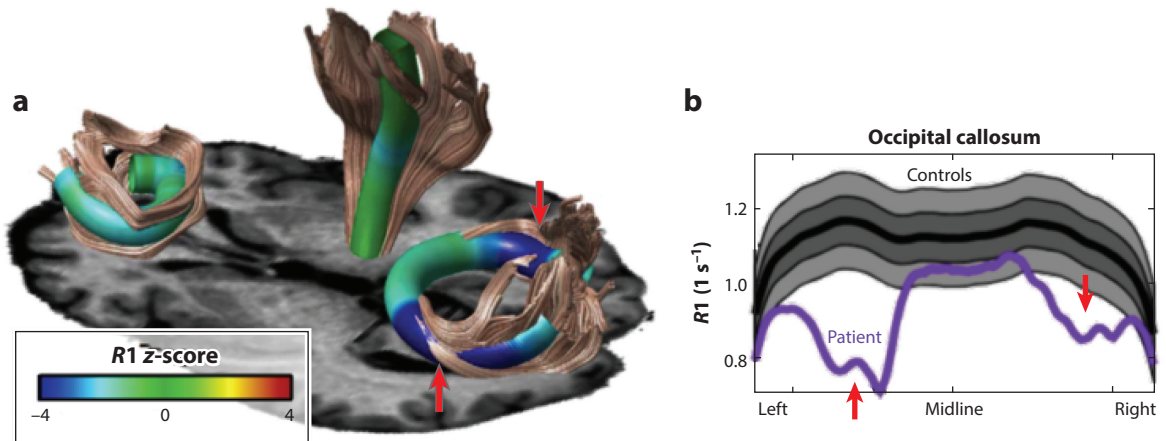 a
R1 z-score
−4
0
4
b
Occipital callosum
Controls
Patient
R1 (1 s⁻¹)
1.2
1.0
0.8
Left
Midline
Right